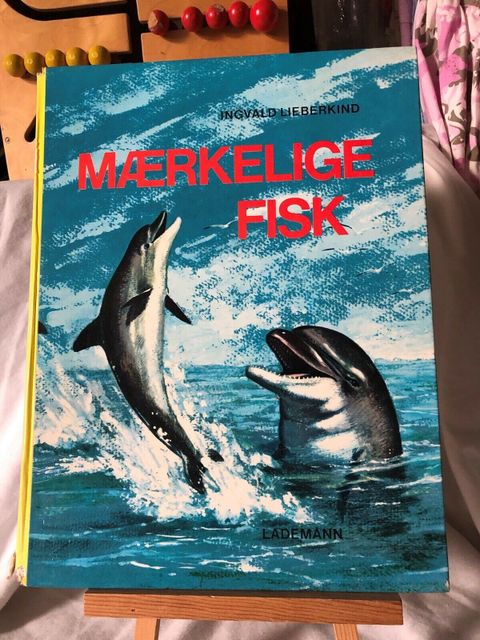 INGVALD LIEBERKIND
MÆRKELIGE
FISK
LADEMANN